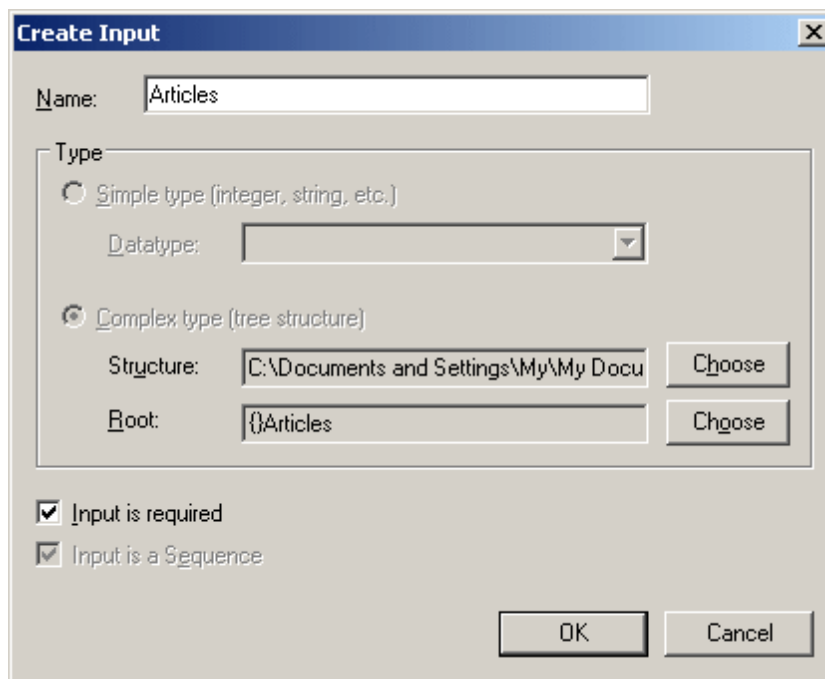 Create Input
Name: Articles
Type
Simple type (integer, string, etc.)
Datatype:
Complex type (tree structure)
Structure: C:\Documents and Settings\My\My Docu Choose
Root: {}Articles Choose
Input is required
Input is a Sequence
OK Cancel